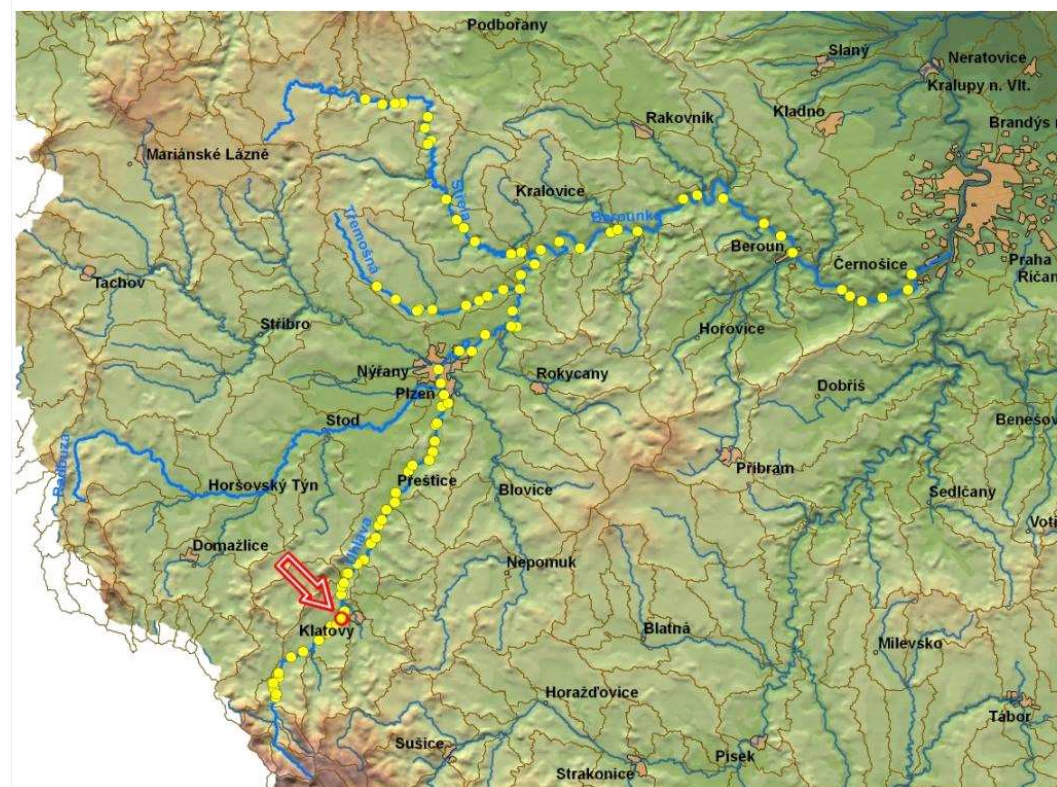 Podbořany
Slaný
Neratovice
Kralupy n. Vlt.
Kladno
Rakovník
Brandýs n
Mariánské Lázně
Kralovice
Střela
Berounka
Třemošná
Beroun
Černošice
Praha
Říčan
Tachov
Stříbro
Hořovice
Nýřany
Rokycany
Plzeň
Dobříš
Stod
Benešov
Radbuza
Příbram
Přeštice
Horšovský Týn
Blovice
Sedlčany
Voti
Úhlava
Domažlice
Nepomuk
Klatovy
Blatná
Milevsko
Horažďovice
Tábor
Sušice
Písek
Strakonice